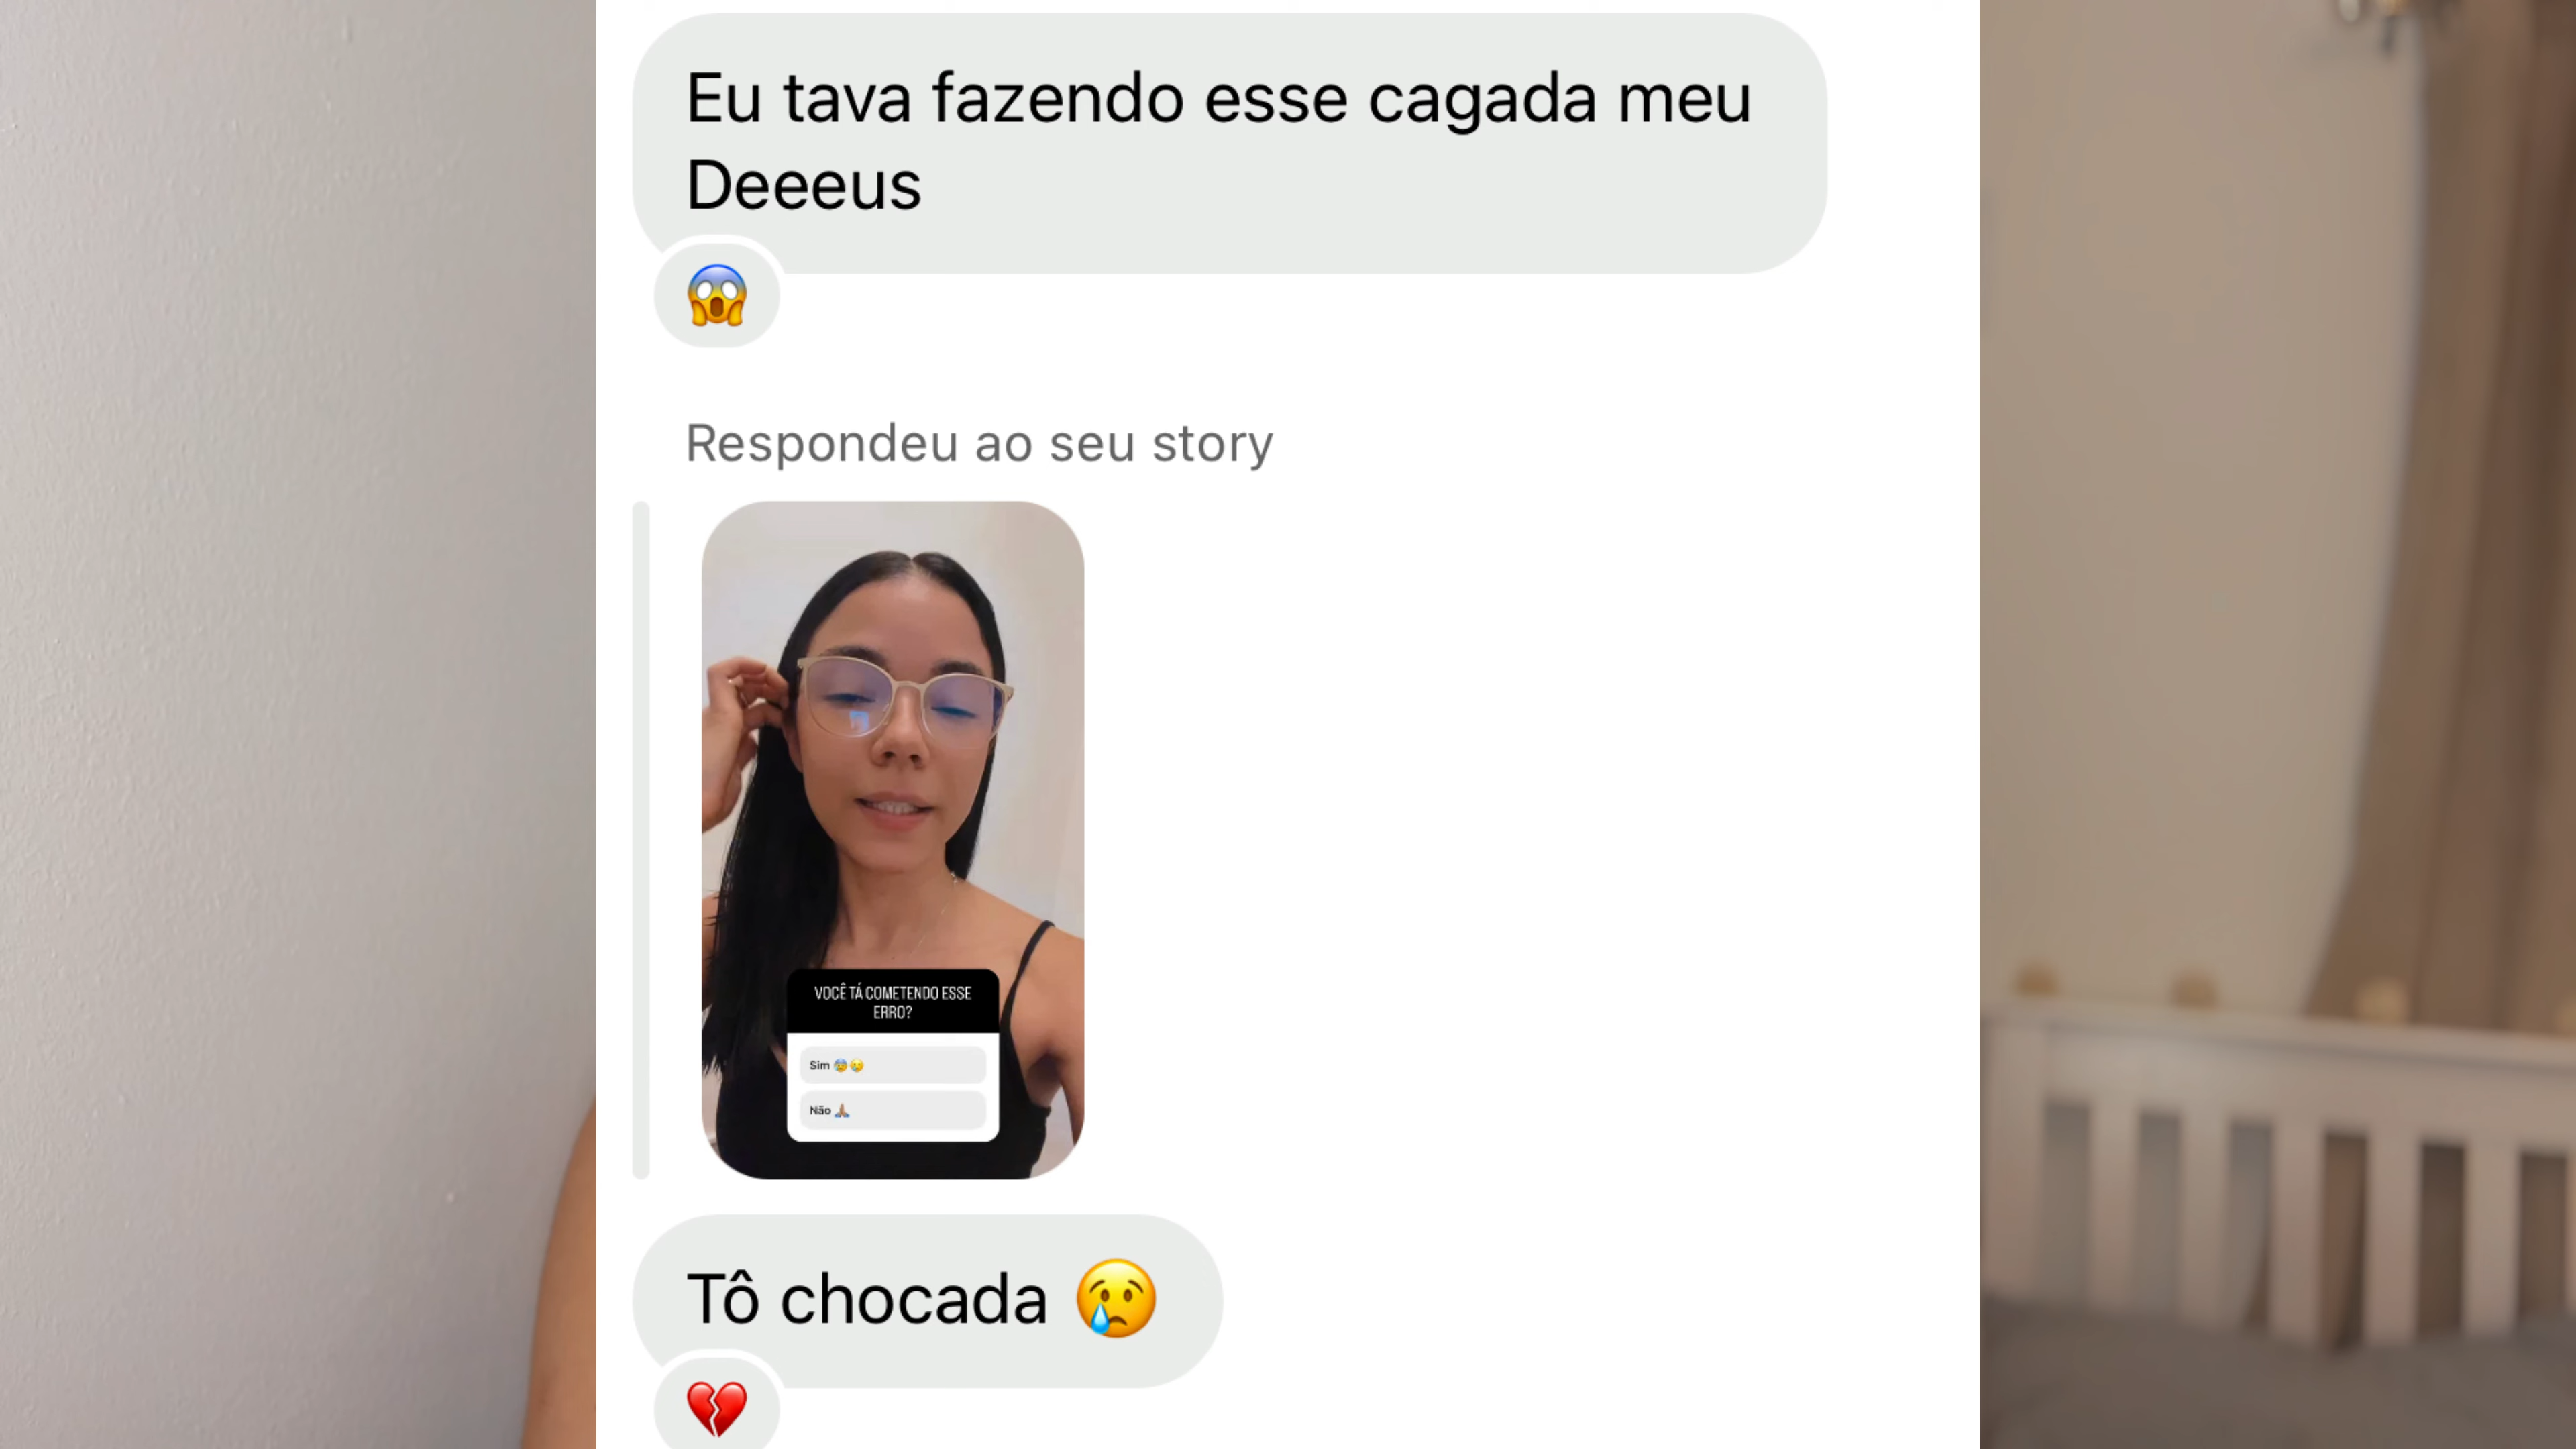 Eu tava fazendo esse cagada meu
Deeeus
😱
Respondeu ao seu story
VOCÊ TÁ COMETENDO ESSE
ERRO?
Sim 😰😢
Não 🙏🏽
Tô chocada 😢
💔